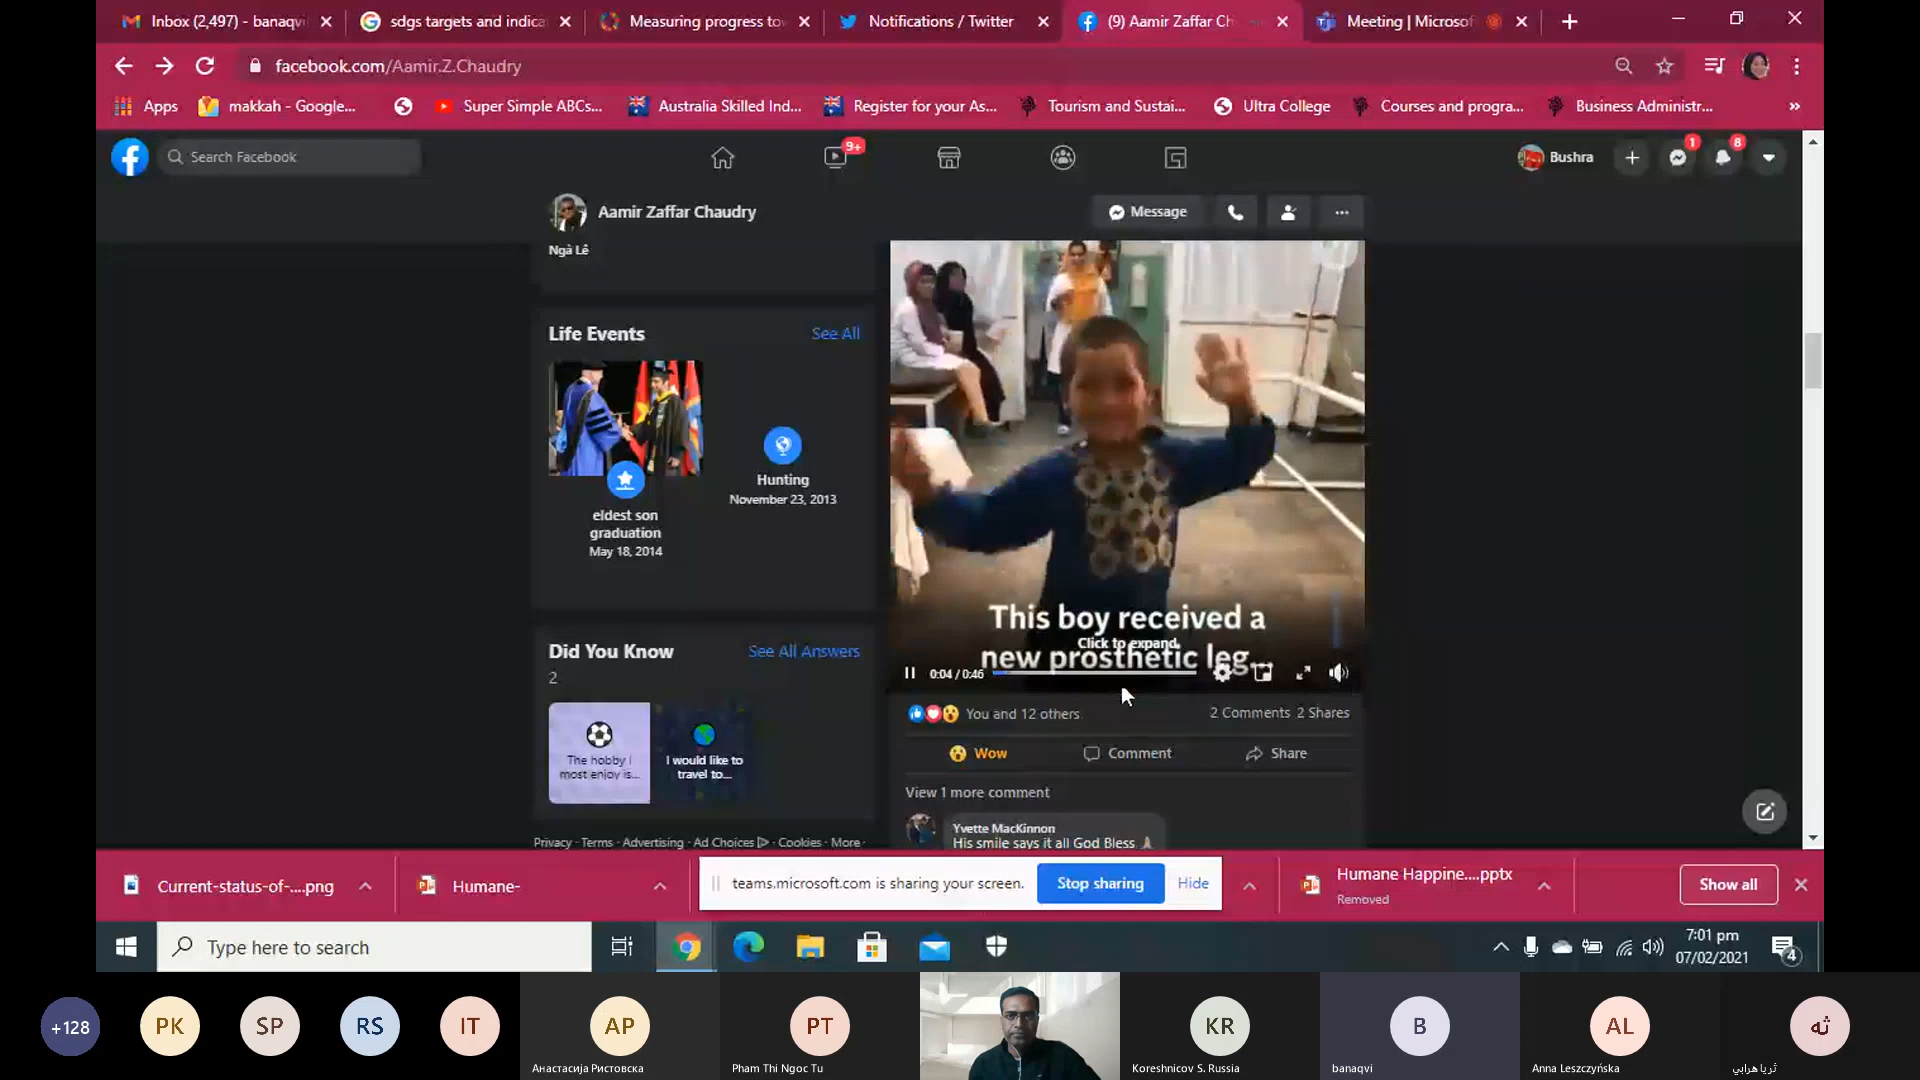 Inbox (2,497) - banaqvi
sdgs targets and indica
Measuring progress to
Notifications / Twitter
(9) Aamir Zaffar Ch
Meeting | Microsof
facebook.com/Aamir.Z.Chaudry
Apps
makkah - Google...
Super Simple ABCs...
Australia Skilled Ind...
Register for your As...
Tourism and Sustai...
Ultra College
Courses and progra...
Business Administr...
»
Search Facebook
9+
Bushra
1
8
Aamir Zaffar Chaudry
Message
Ngà Lê
Life Events
See All
eldest son
graduation
May 18, 2014
Hunting
November 23, 2013
Did You Know
See All Answers
2
The hobby I
most enjoy is...
I would like to
travel to...
Privacy · Terms · Advertising · Ad Choices · Cookies · More ·
This boy received a
Click to expand
new prosthetic leg...
0:04 / 0:46
You and 12 others
2 Comments 2 Shares
Wow
Comment
Share
View 1 more comment
Yvette MacKinnon
His smile says it all God Bless
Current-status-of-....png
Humane-
teams.microsoft.com is sharing your screen.
Stop sharing
Hide
Humane Happine....pptx
Removed
Show all
Type here to search
7:01 pm
07/02/2021
4
+128
PK
SP
RS
IT
AP
Анастасија Ристовска
PT
Pham Thi Ngoc Tu
KR
Koreshnicov S. Russia
B
banaqvi
AL
Anna Leszczyńska
ثه
ثریا هرابي